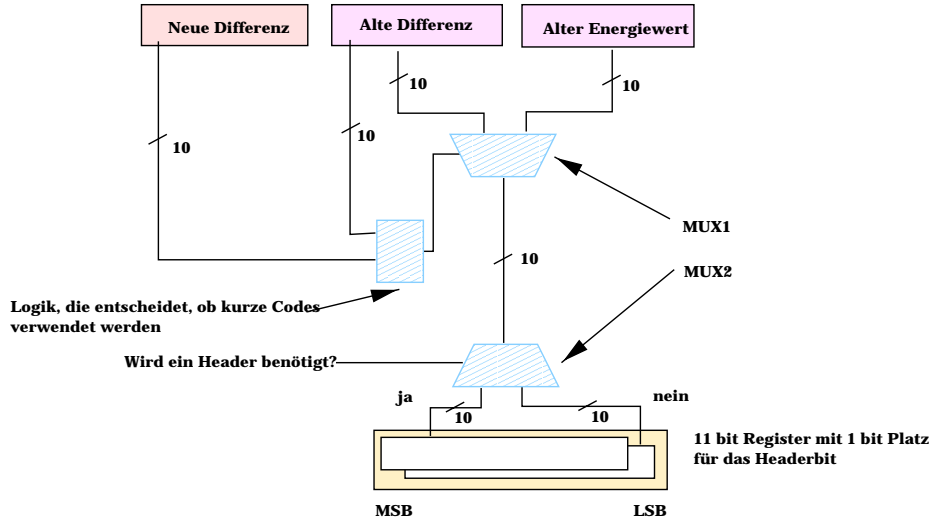 Neue Differenz
Alte Differenz
Alter Energiewert
10
10
10
10
MUX1
10
MUX2
Logik, die entscheidet, ob kurze Codes
verwendet werden
Wird ein Header benötigt?
ja
nein
10
10
11 bit Register mit 1 bit Platz
für das Headerbit
MSB
LSB